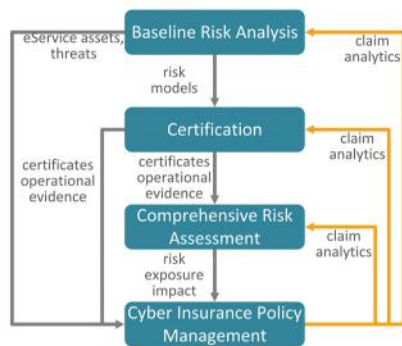 Baseline Risk Analysis
eService assets,
threats
claim
analytics
risk
models
Certification
certificates
operational
evidence
certificates
operational
evidence
claim
analytics
Comprehensive Risk
Assessment
claim
analytics
risk
exposure
impact
Cyber Insurance Policy
Management